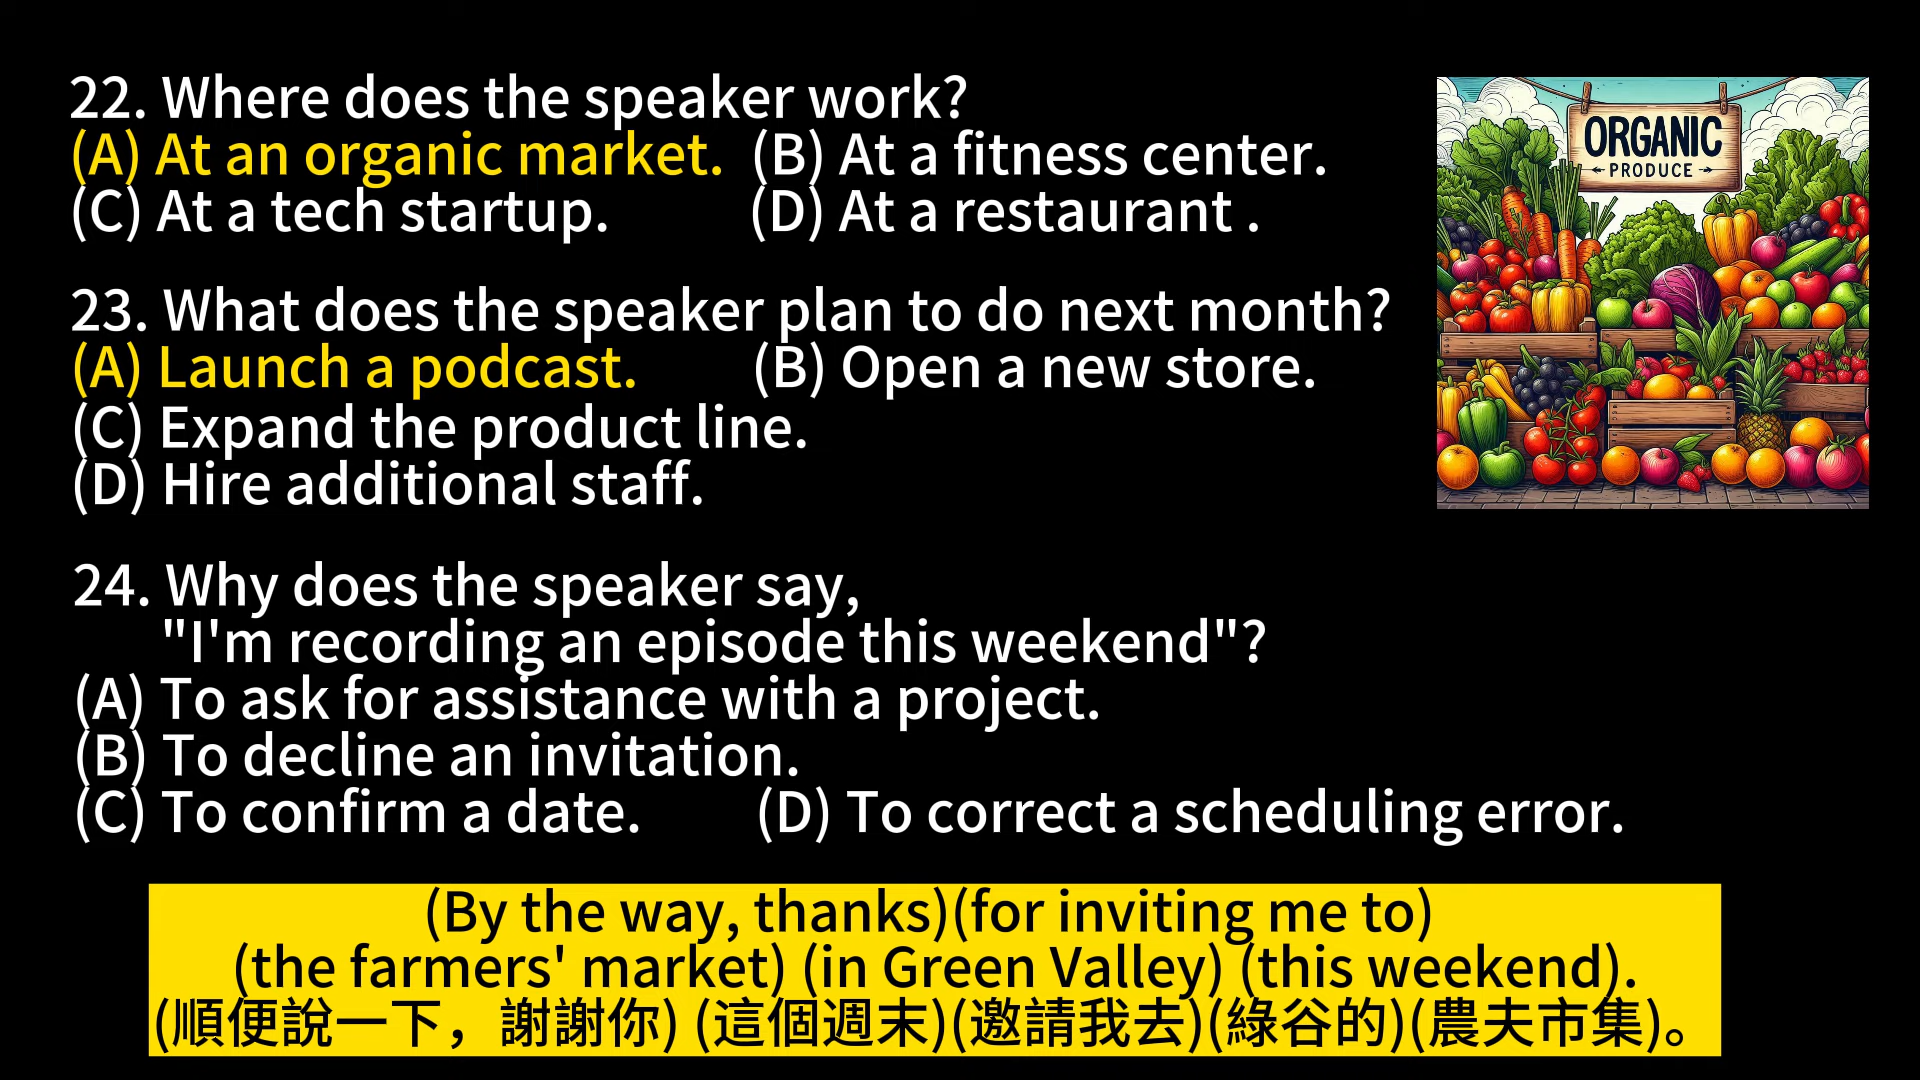 22. Where does the speaker work?
(A) At an organic market. (B) At a fitness center.
(C) At a tech startup. (D) At a restaurant .
23. What does the speaker plan to do next month?
(A) Launch a podcast. (B) Open a new store.
(C) Expand the product line.
(D) Hire additional staff.
24. Why does the speaker say,
"I'm recording an episode this weekend"?
(A) To ask for assistance with a project.
(B) To decline an invitation.
(C) To confirm a date. (D) To correct a scheduling error.
ORGANIC
PRODUCE
(By the way, thanks)(for inviting me to)
(the farmers' market) (in Green Valley) (this weekend).
(順便說一下，謝謝你) (這個週末)(邀請我去)(綠谷的)(農夫市集)。